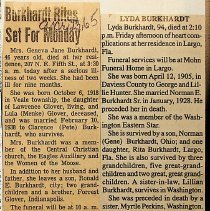 Burkhardt Rites
Set For Monday
Mrs. Geneva Jane Burkhardt,
46 years old, died at her resi-
dence, 217 N. E. Fifth St., at 3:30
p. m. today after a serious ill-
ness of two weeks. She had been
ill for nine months.
She was born October 6, 1918
in Veale township, the daughter
of Lawrence Glover, Irving, and
Lula (Menke) Glover, deceased,
and was married February 10,
1938 to Clarence (Pete) Burk-
hardt, who survives.
Mrs. Burkhardt was a mem-
ber of the Central Christian
church, the Eagles Auxiliary and
the Women of the Moose.
In addition to her husband and
father, she leaves a son, Ronald
E. Burkhardt, city; two grand-
children and a brother, Forrest
Glover, Indianapolis.
The funeral will be at 10 a. m.
LYDA BURKHARDT
Lyda Burkhardt, 94, died at 2:10 p.m.
Friday afternoon of heart complications
at her residence in Largo, Fla.
Funeral services will be at Mohn
Funeral Home in Largo.
She was born April 12, 1905, in
Daviess County to George and Lil-
lie Hunter. She married Norman E.
Burkhardt Sr. in January, 1928. He
preceded her in death.
She was a member of the Wash-
ington Eastern Star.
She is survived by a son, Norman
(Gene) Burkhardt, Ohio; and one
daughter, Rita Burkhardt, Largo,
Fla. She is also survived by three
grandchildren, five great-grand-
children and two great, great grand-
children. A sister-in-law, Lillian
Burkhardt, survives in Washington.
She was preceded in death by a
sister, Myrtle Perkins, Washington